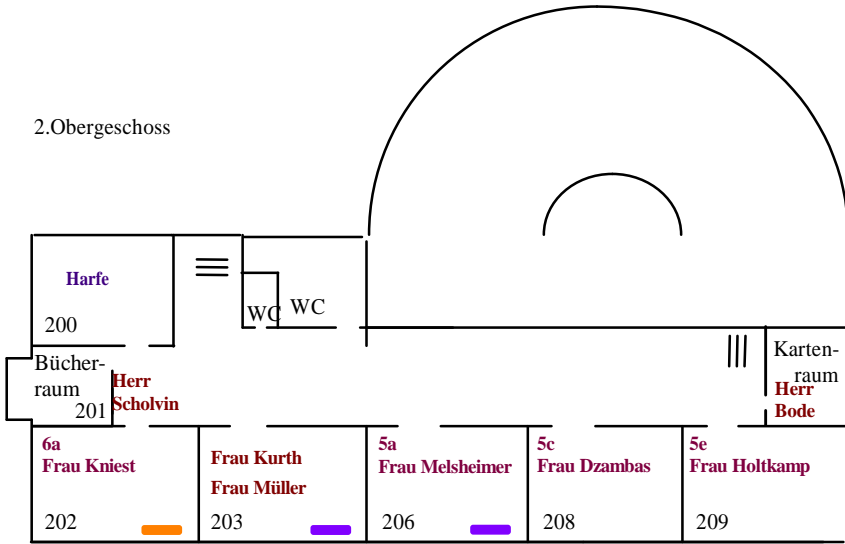 2.Obergeschoss
Harfe
200
WC
WC
Bücher-
raum
201
Herr
Scholvin
Karten-
raum
Herr
Bode
6a
Frau Kniest
202
Frau Kurth
Frau Müller
203
5a
Frau Melsheimer
206
5c
Frau Dzambas
208
5e
Frau Holtkamp
209